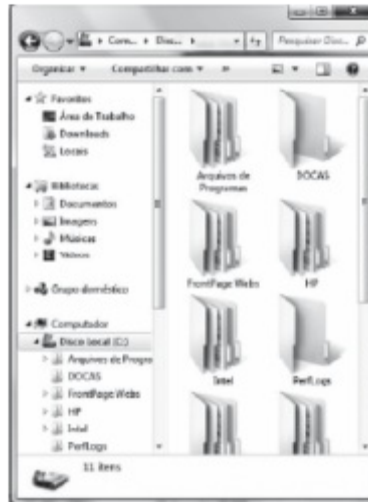 Com... Disc... Pesquisar Disc...
Organizar Compartilhar com »
Favoritos
Área de Trabalho
Downloads
Locais
Bibliotecas
Documentos
Imagens
Músicas
Vídeos
Grupo doméstico
Computador
Disco Local (C:)
Arquivos de Progra
DOCAS
FrontPage Webs
HP
Intel
PerfLogs
Arquivos de Programas
DOCAS
FrontPage Webs
HP
Intel
PerfLogs
11 itens